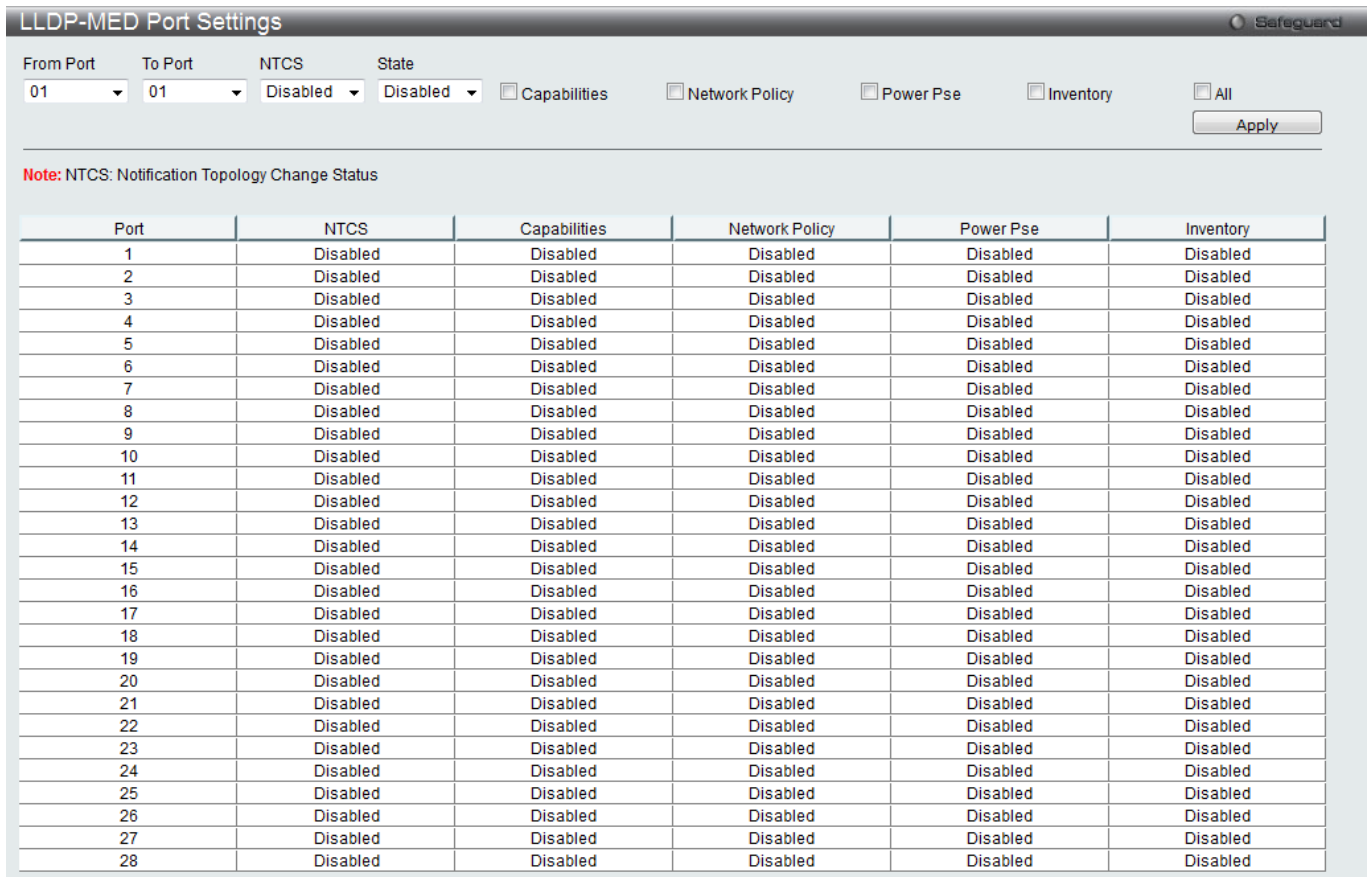 LLDP-MED Port Settings Safeguard
From Port To Port NTCS State
01 01 Disabled Disabled Capabilities Network Policy Power Pse Inventory All
Apply
Note: NTCS: Notification Topology Change Status
Port NTCS Capabilities Network Policy Power Pse Inventory
1 Disabled Disabled Disabled Disabled Disabled
2 Disabled Disabled Disabled Disabled Disabled
3 Disabled Disabled Disabled Disabled Disabled
4 Disabled Disabled Disabled Disabled Disabled
5 Disabled Disabled Disabled Disabled Disabled
6 Disabled Disabled Disabled Disabled Disabled
7 Disabled Disabled Disabled Disabled Disabled
8 Disabled Disabled Disabled Disabled Disabled
9 Disabled Disabled Disabled Disabled Disabled
10 Disabled Disabled Disabled Disabled Disabled
11 Disabled Disabled Disabled Disabled Disabled
12 Disabled Disabled Disabled Disabled Disabled
13 Disabled Disabled Disabled Disabled Disabled
14 Disabled Disabled Disabled Disabled Disabled
15 Disabled Disabled Disabled Disabled Disabled
16 Disabled Disabled Disabled Disabled Disabled
17 Disabled Disabled Disabled Disabled Disabled
18 Disabled Disabled Disabled Disabled Disabled
19 Disabled Disabled Disabled Disabled Disabled
20 Disabled Disabled Disabled Disabled Disabled
21 Disabled Disabled Disabled Disabled Disabled
22 Disabled Disabled Disabled Disabled Disabled
23 Disabled Disabled Disabled Disabled Disabled
24 Disabled Disabled Disabled Disabled Disabled
25 Disabled Disabled Disabled Disabled Disabled
26 Disabled Disabled Disabled Disabled Disabled
27 Disabled Disabled Disabled Disabled Disabled
28 Disabled Disabled Disabled Disabled Disabled